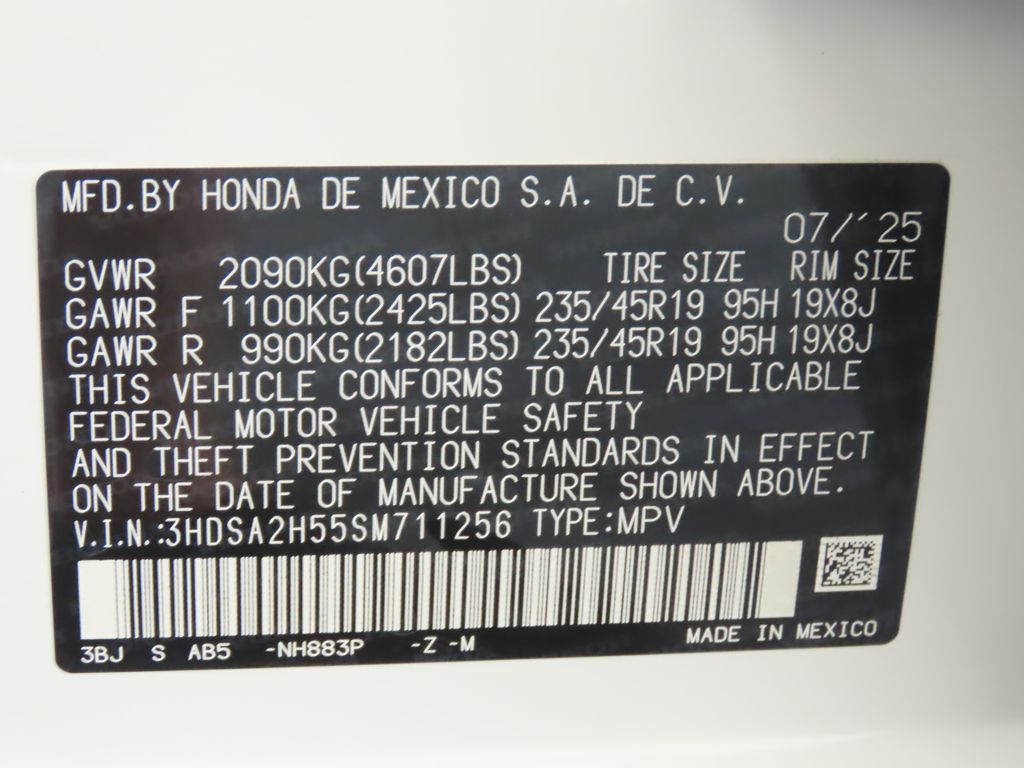 MFD.BY HONDA DE MEXICO S.A. DE C.V.
07/´25
GVWR 2090KG(4607LBS) TIRE SIZE RIM SIZE
GAWR F 1100KG(2425LBS) 235/45R19 95H 19X8J
GAWR R 990KG(2182LBS) 235/45R19 95H 19X8J
THIS VEHICLE CONFORMS TO ALL APPLICABLE
FEDERAL MOTOR VEHICLE SAFETY
AND THEFT PREVENTION STANDARDS IN EFFECT
ON THE DATE OF MANUFACTURE SHOWN ABOVE.
V.I.N.:3HDSA2H55SM711256 TYPE:MPV
3BJ S AB5 -NH883P -Z -M MADE IN MEXICO